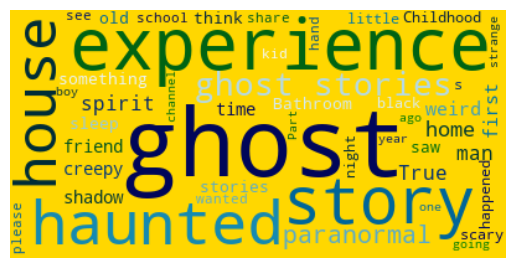 see old school think share hand little Childhood
experience
strange
house
kid
something
ghost stories
s
boy
spirit
channel
time
Bathroom
black
weird
first
sleep
ghost
Part
ago
home
friend
night
year
saw
man
creepy
True
happened
shadow
stories
wanted
story
one
please
haunted
paranormal
scary
going